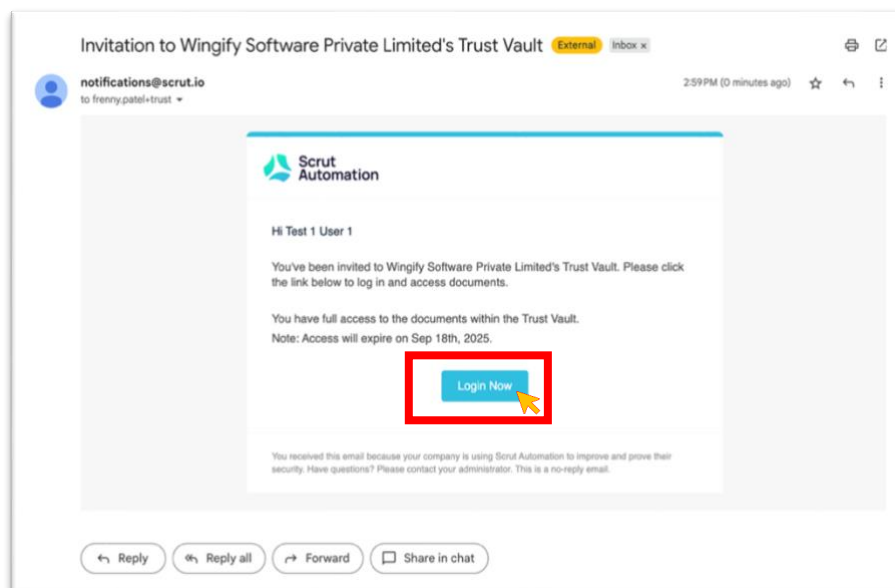 Invitation to Wingify Software Private Limited's Trust Vault External Inbox x
notifications@scrut.io 2:59 PM (0 minutes ago)
to frenny.patel+trust
Scrut
Automation
Hi Test 1 User 1
You've been invited to Wingify Software Private Limited's Trust Vault. Please click
the link below to log in and access documents.
You have full access to the documents within the Trust Vault.
Note: Access will expire on Sep 18th, 2025.
Login Now
You received this email because your company is using Scrut Automation to improve and prove their
security. Have questions? Please contact your administrator. This is a no-reply email.
Reply Reply all Forward Share in chat